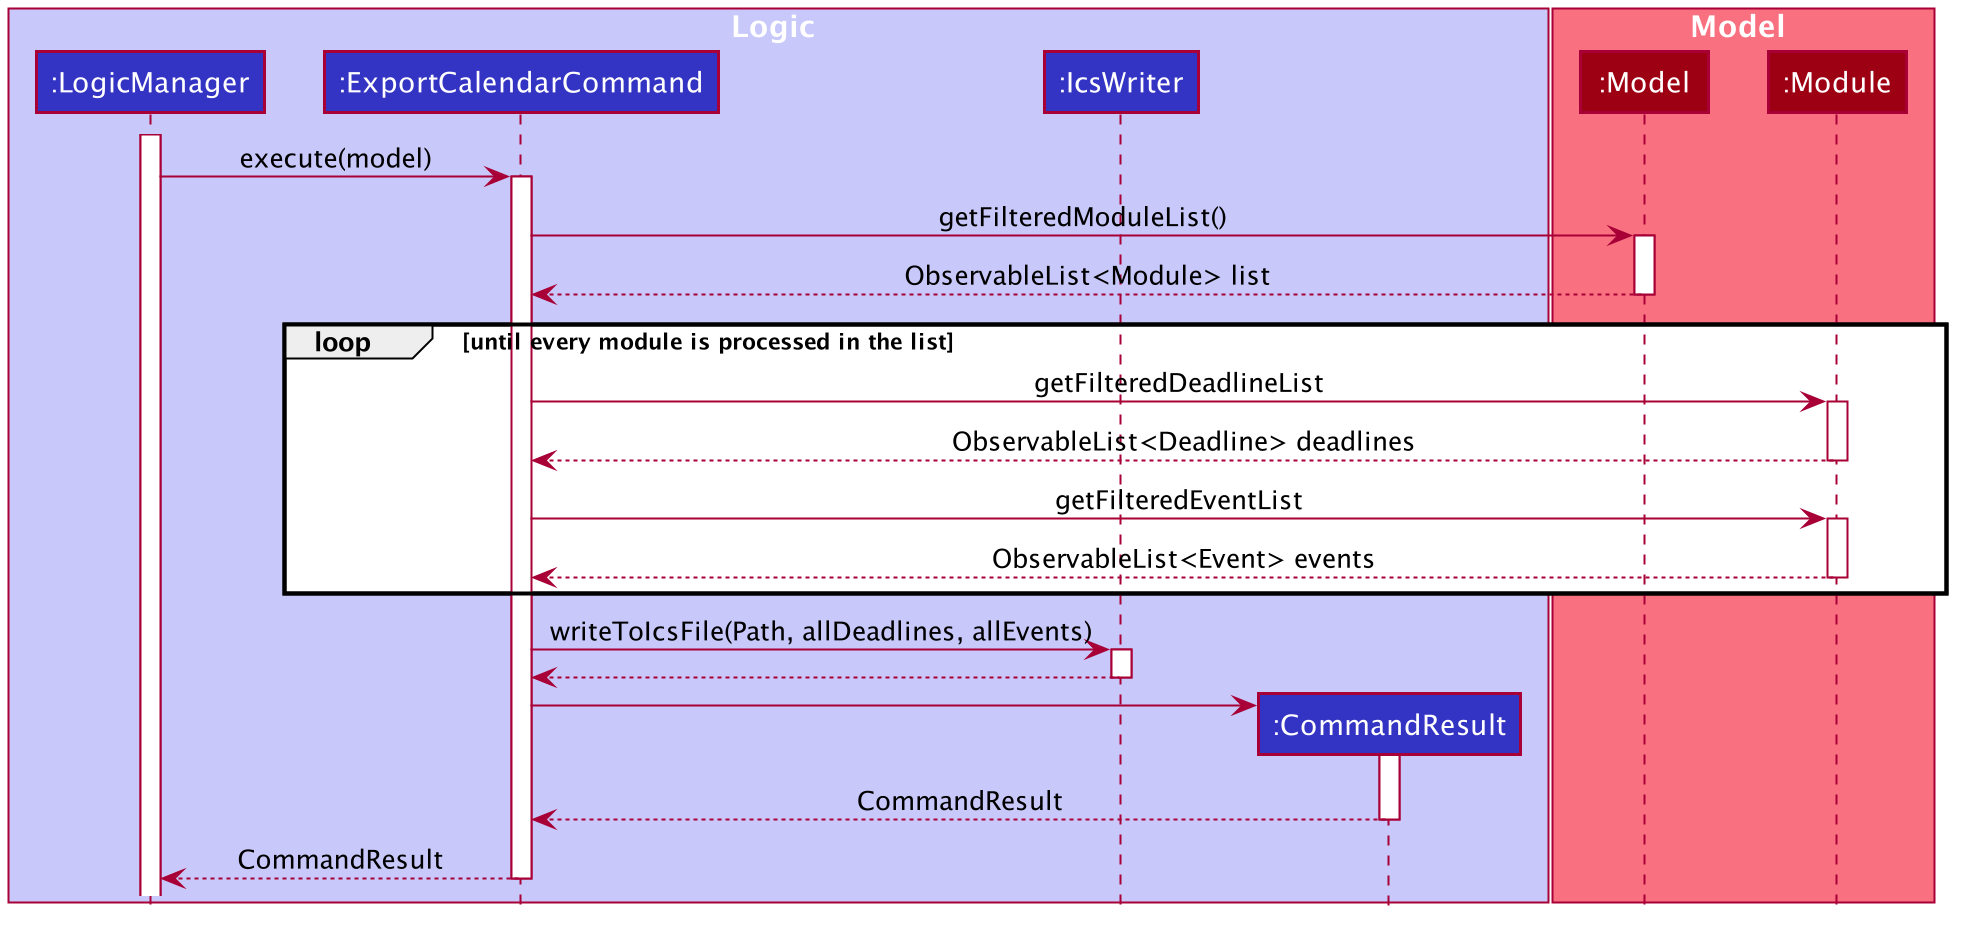 Logic
Model
:LogicManager
:ExportCalendarCommand
:IcsWriter
:Model
:Module
execute(model)
getFilteredModuleList()
ObservableList<Module> list
loop
[until every module is processed in the list]
getFilteredDeadlineList
ObservableList<Deadline> deadlines
getFilteredEventList
ObservableList<Event> events
writeToIcsFile(Path, allDeadlines, allEvents)
:CommandResult
CommandResult
CommandResult